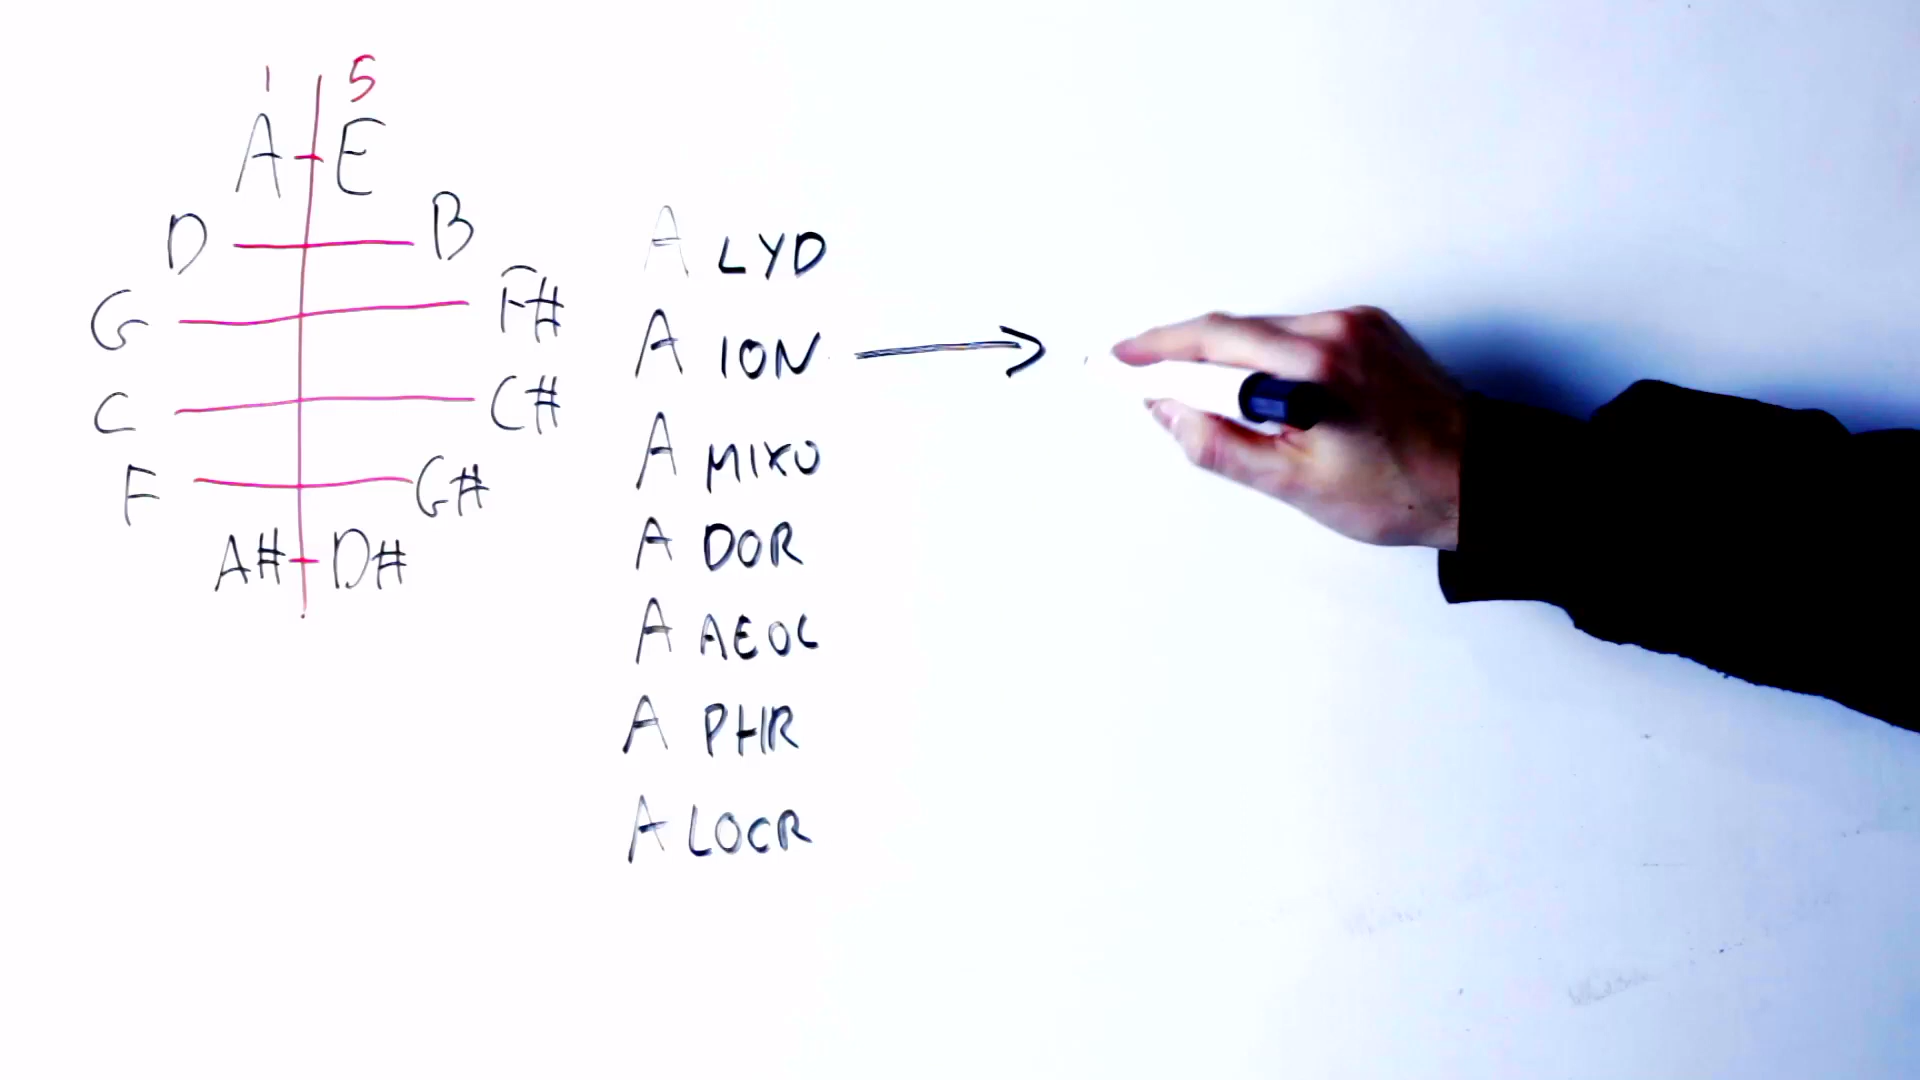 1 5
A E
D B
G F#
C C#
F G#
A# D#
A LYD
A ION
A MIXO
A DOR
A AEOL
A PHR
A LOCR